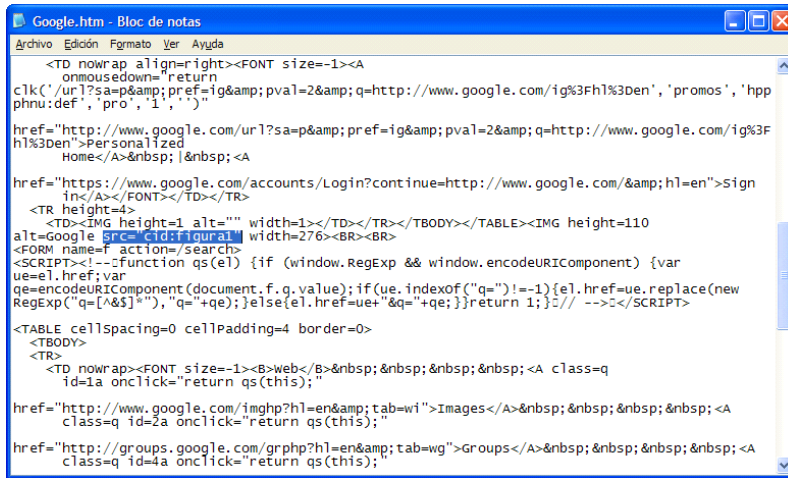 Google.htm - Bloc de notas
Archivo Edición Formato Ver Ayuda
<TD noWrap align=right><FONT size=-1><A
onmousedown="return
clk('/url?sa=p&amp;pref=ig&amp;pval=2&amp;q=http://www.google.com/ig%3Fhl%3Den','promos','hpp
phnu:def','pro','1','')"
href="http://www.google.com/url?sa=p&amp;pref=ig&amp;pval=2&amp;q=http://www.google.com/ig%3F
hl%3Den">Personalized
Home</A>&nbsp;|&nbsp;<A
href="https://www.google.com/accounts/Login?continue=http://www.google.com/&amp;hl=en">Sign
in</A></FONT></TD></TR>
<TR height=4>
<TD><IMG height=1 alt="" width=1></TD></TR></TBODY></TABLE><IMG height=110
alt=Google src="cid:figura1" width=276><BR><BR>
<FORM name=f action=/search>
<SCRIPT><!--▯function qs(el) {if (window.RegExp && window.encodeURIComponent) {var
ue=el.href;var
qe=encodeURIComponent(document.f.q.value);if(ue.indexOf("q=")!=-1){el.href=ue.replace(new
RegExp("q=[^&$]*"),"q="+qe);}else{el.href=ue+"&q="+qe;}}return 1;}▯// -->▯</SCRIPT>
<TABLE cellSpacing=0 cellPadding=4 border=0>
<TBODY>
<TR>
<TD noWrap><FONT size=-1><B>Web</B>&nbsp;&nbsp;&nbsp;&nbsp;<A class=q
id=1a onclick="return qs(this);"
href="http://www.google.com/imghp?hl=en&amp;tab=wi">Images</A>&nbsp;&nbsp;&nbsp;&nbsp;<A
class=q id=2a onclick="return qs(this);"
href="http://groups.google.com/grphp?hl=en&amp;tab=wg">Groups</A>&nbsp;&nbsp;&nbsp;&nbsp;<A
class=q id=4a onclick="return qs(this);"